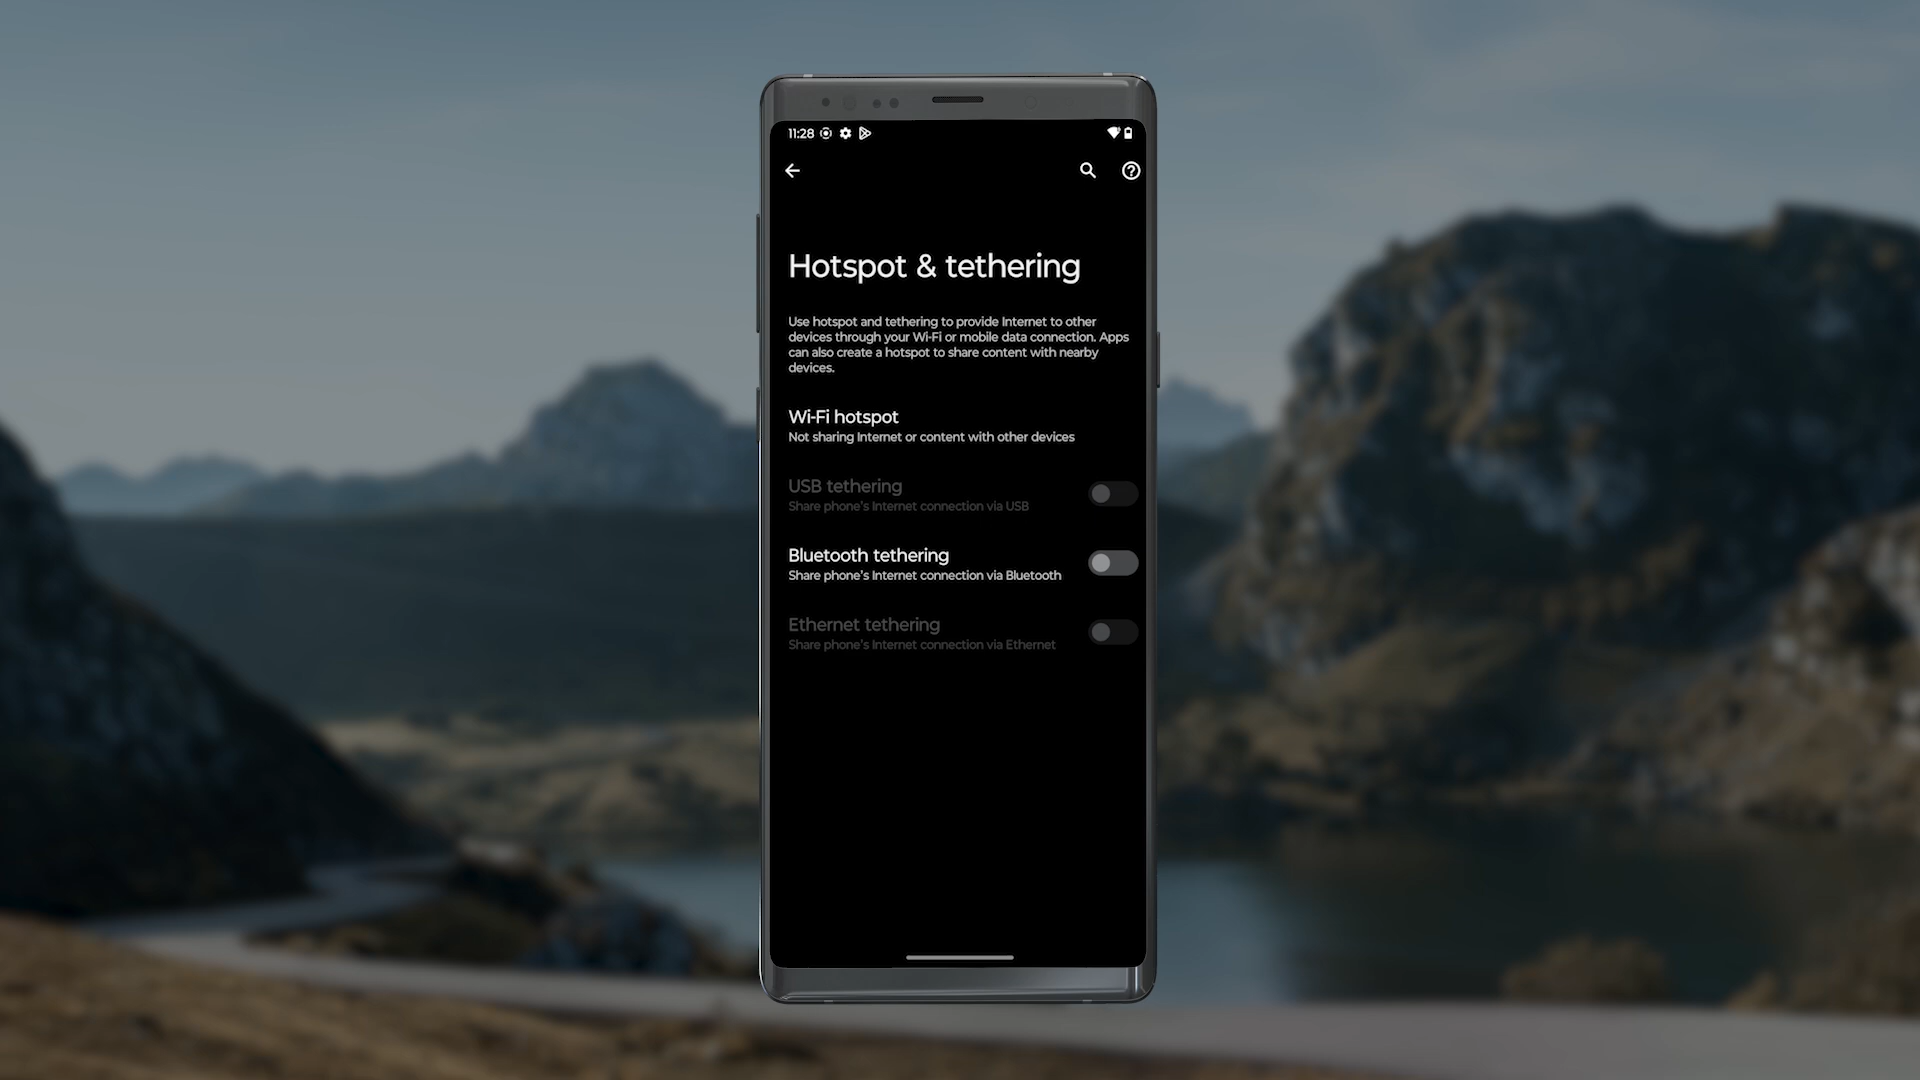 11:28
Hotspot & tethering
Use hotspot and tethering to provide Internet to other
devices through your Wi-Fi or mobile data connection. Apps
can also create a hotspot to share content with nearby
devices.
Wi-Fi hotspot
Not sharing Internet or content with other devices
USB tethering
Share phone's Internet connection via USB
Bluetooth tethering
Share phone's Internet connection via Bluetooth
Ethernet tethering
Share phone's Internet connection via Ethernet